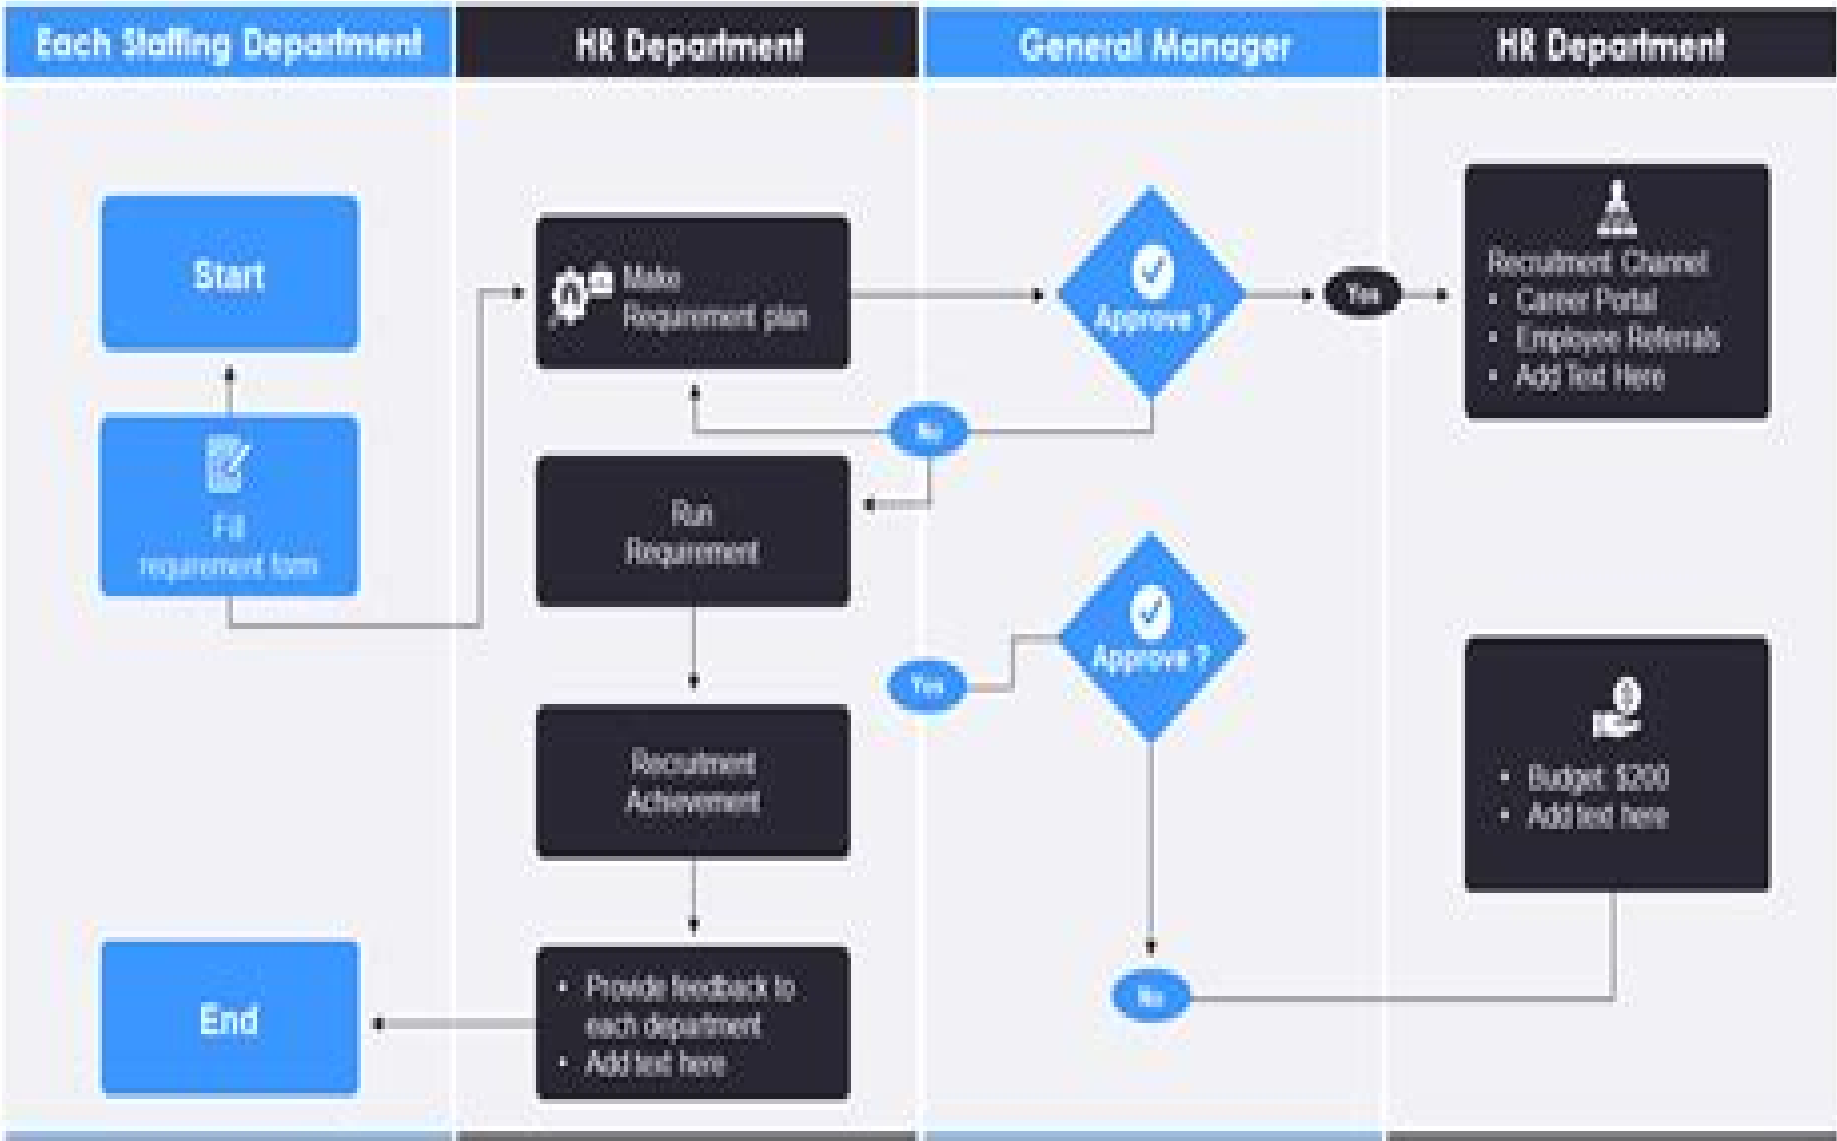 Each Staffing Department
HR Department
General Manager
HR Department
Start
Fill
requirement form
End
Make
Requirement plan
Run
Requirement
Recruitment
Achievement
• Provide feedback to
each department
• Add text here
Approve ?
Yes
No
Approve ?
Yes
No
Recruitment Channel
• Career Portal
• Employee Referrals
• Add Text Here
• Budget: $200
• Add text here